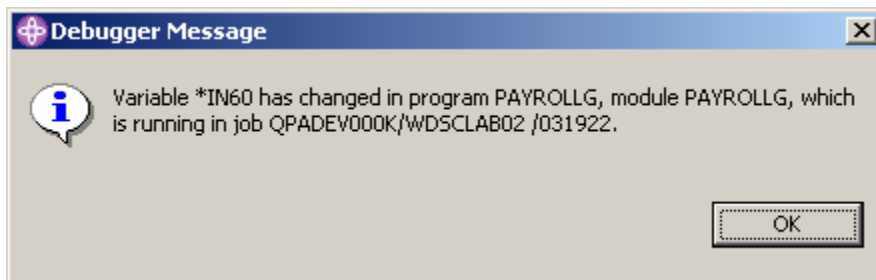 Debugger Message
Variable *IN60 has changed in program PAYROLLG, module PAYROLLG, which
is running in job QPADEV000K/WDSCLAB02 /031922.
OK